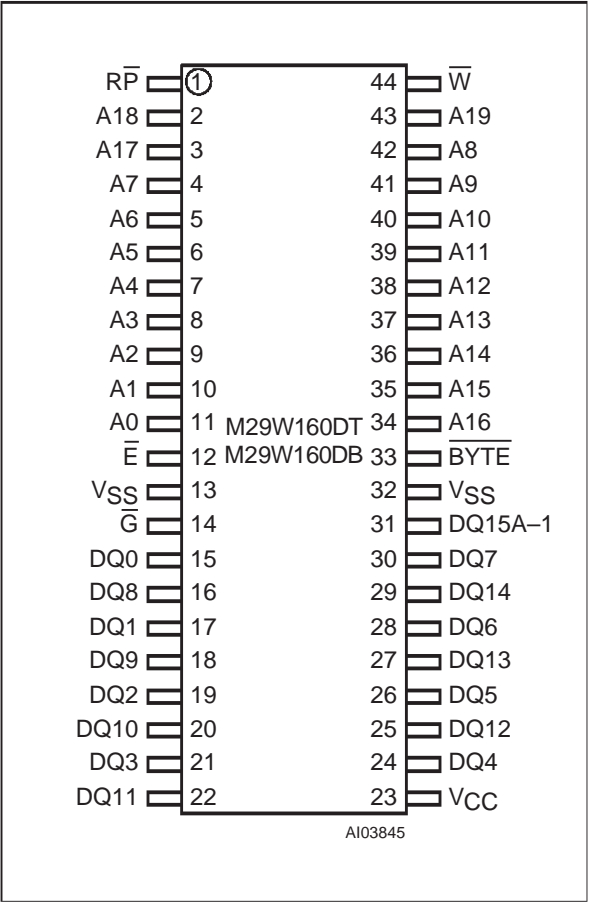 RP̅ 1 44 W̅
A18 2 43 A19
A17 3 42 A8
A7 4 41 A9
A6 5 40 A10
A5 6 39 A11
A4 7 38 A12
A3 8 37 A13
A2 9 36 A14
A1 10 35 A15
A0 11 M29W160DT 34 A16
E̅ 12 M29W160DB 33 B̅Y̅T̅E̅
VSS 13 32 VSS
G̅ 14 31 DQ15A–1
DQ0 15 30 DQ7
DQ8 16 29 DQ14
DQ1 17 28 DQ6
DQ9 18 27 DQ13
DQ2 19 26 DQ5
DQ10 20 25 DQ12
DQ3 21 24 DQ4
DQ11 22 23 VCC
AI03845